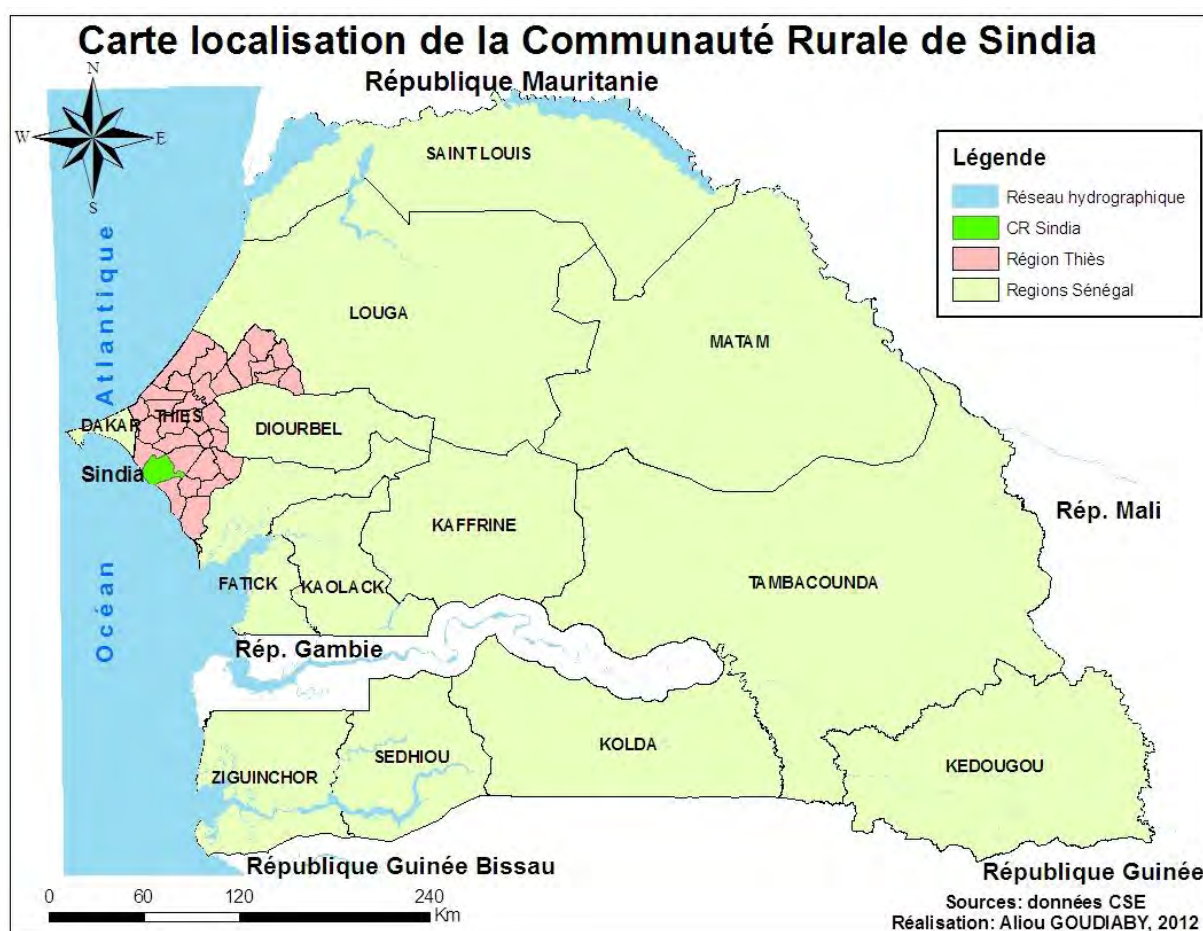 Carte localisation de la Communauté Rurale de Sindia
République Mauritanie
N
W
E
S
SAINT LOUIS
Légende
Réseau hydrographique
CR Sindia
Région Thiès
Regions Sénégal
Océan Atlantique
LOUGA
MATAM
DAKAR
THIES
DIOURBEL
Sindia
KAFFRINE
Rép. Mali
FATICK
KAOLACK
TAMBACOUNDA
Rép. Gambie
KOLDA
SEDHIOU
ZIGUINCHOR
KEDOUGOU
République Guinée Bissau
République Guinée
0 60 120 240
Km
Sources: données CSE
Réalisation: Aliou GOUDIABY, 2012